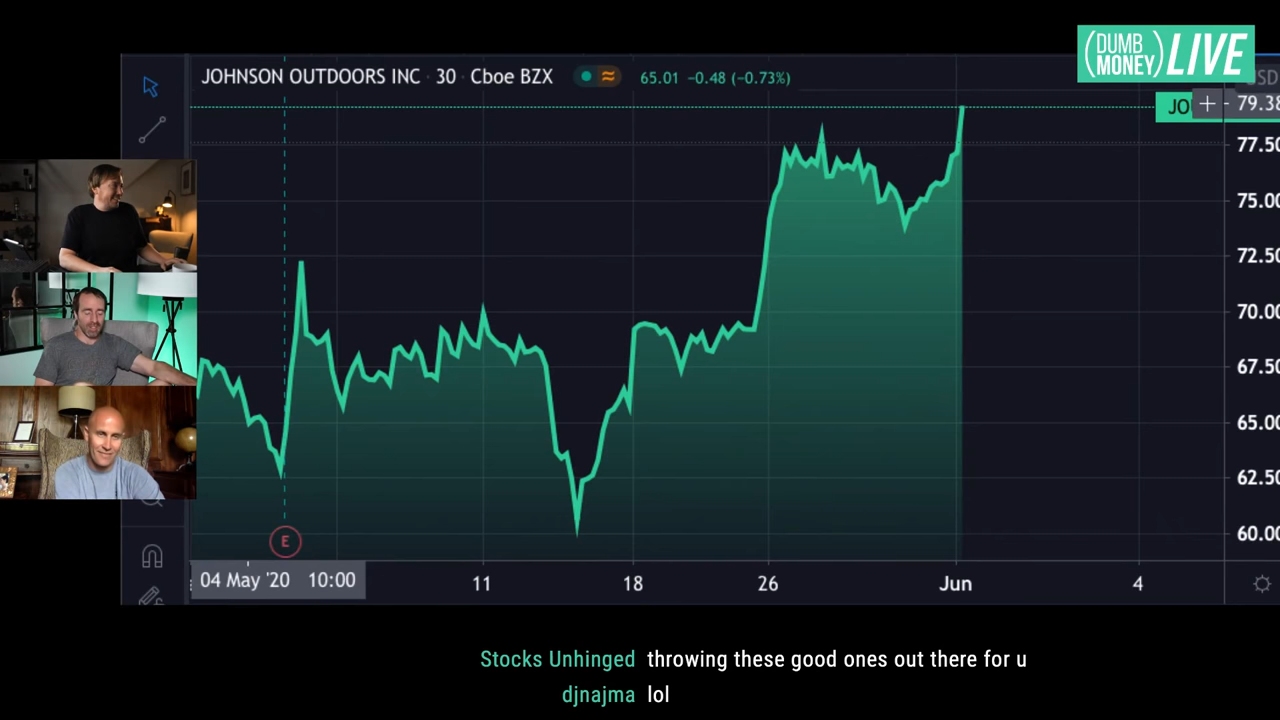 (DUMB MONEY) LIVE
JOHNSON OUTDOORS INC · 30 · Cboe BZX 65.01 −0.48 (−0.73%)
SD
JO
79.38
77.50
75.00
72.50
70.00
67.50
65.00
62.50
60.00
E
04 May '20 10:00
11
18
26
Jun
4
Stocks Unhinged throwing these good ones out there for u
djnajma lol